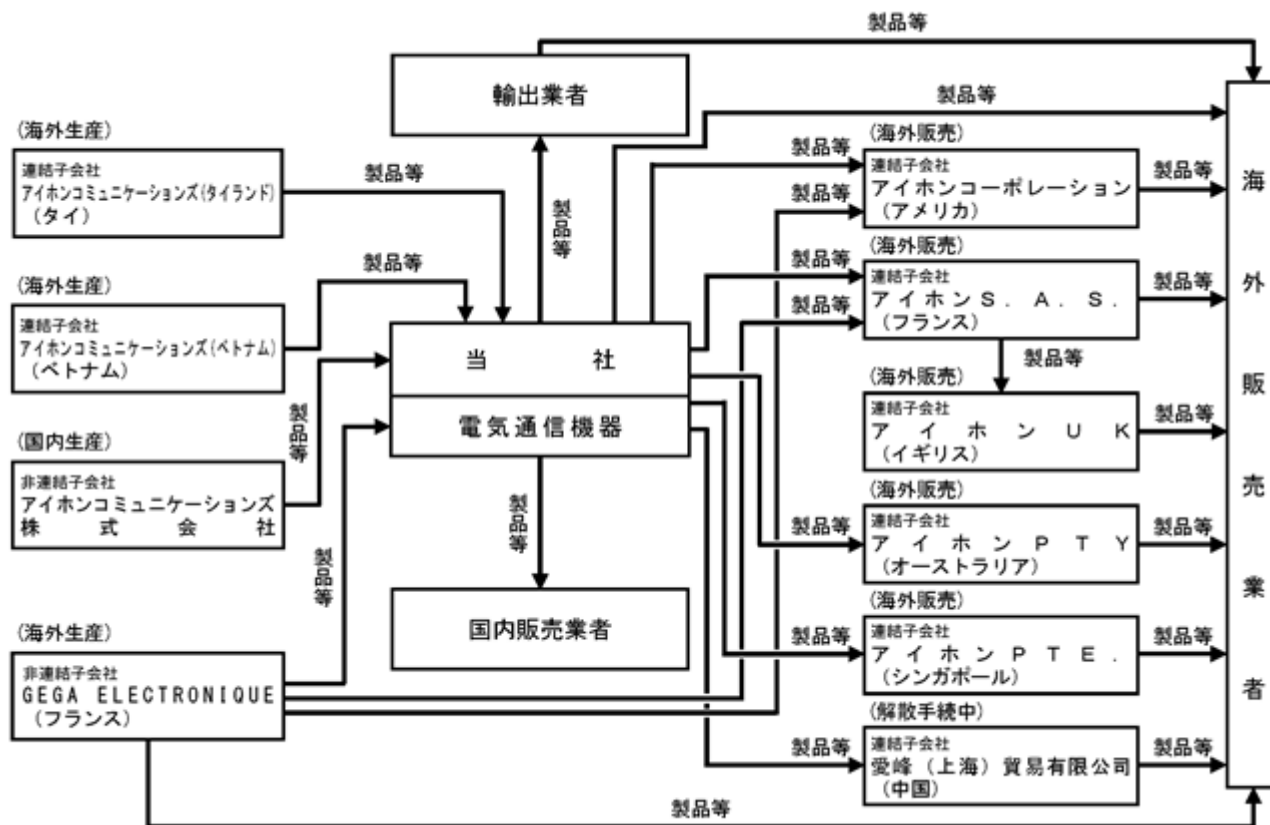 製品等
輸出業者
製品等
(海外生産)
連結子会社
アイホンコミュニケーションズ(タイランド)
(タイ)
製品等
製品等
(海外生産)
連結子会社
アイホンコミュニケーションズ(ベトナム)
(ベトナム)
製品等
(国内生産)
非連結子会社
アイホンコミュニケーションズ
株式会社
製品等
(海外生産)
非連結子会社
GEGA ELECTRONIQUE
(フランス)
製品等
当社
電気通信機器
製品等
国内販売業者
製品等
製品等
(海外販売)
連結子会社
アイホンコーポレーション
(アメリカ)
製品等
製品等
製品等
(海外販売)
連結子会社
アイホンS.A.S.
(フランス)
製品等
製品等
製品等
(海外販売)
連結子会社
アイホンUK
(イギリス)
製品等
製品等
(海外販売)
連結子会社
アイホンPTY
(オーストラリア)
製品等
製品等
(海外販売)
連結子会社
アイホンPTE.
(シンガポール)
製品等
製品等
(解散手続中)
連結子会社
愛峰(上海)貿易有限公司
(中国)
製品等
海外販売業者
製品等